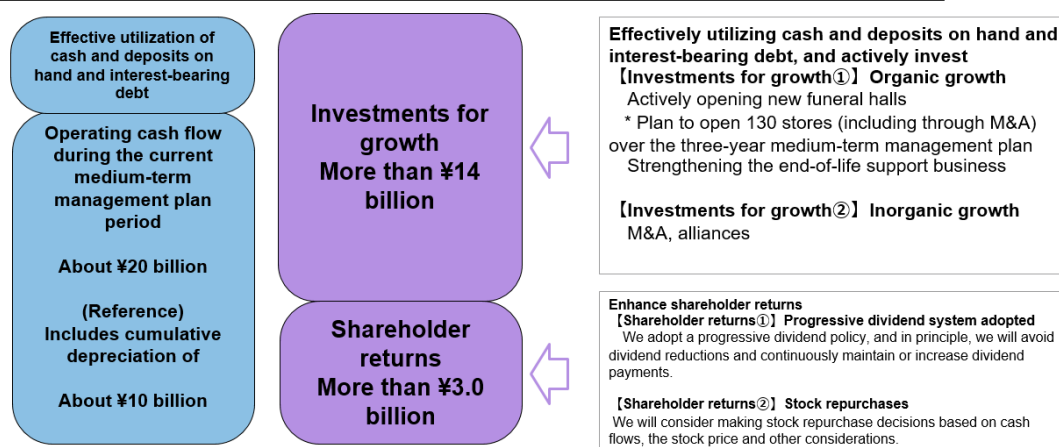 Effective utilization of
cash and deposits on
hand and interest-bearing
debt
Operating cash flow
during the current
medium-term
management plan
period
About ¥20 billion
(Reference)
Includes cumulative
depreciation of
About ¥10 billion
Investments for
growth
More than ¥14
billion
Shareholder
returns
More than ¥3.0
billion
Effectively utilizing cash and deposits on hand and
interest-bearing debt, and actively invest
【Investments for growth①】 Organic growth
Actively opening new funeral halls
* Plan to open 130 stores (including through M&A)
over the three-year medium-term management plan
Strengthening the end-of-life support business
【Investments for growth②】 Inorganic growth
M&A, alliances
Enhance shareholder returns
【Shareholder returns①】 Progressive dividend system adopted
We adopt a progressive dividend policy, and in principle, we will avoid
dividend reductions and continuously maintain or increase dividend
payments.
【Shareholder returns②】 Stock repurchases
We will consider making stock repurchase decisions based on cash
flows, the stock price and other considerations.